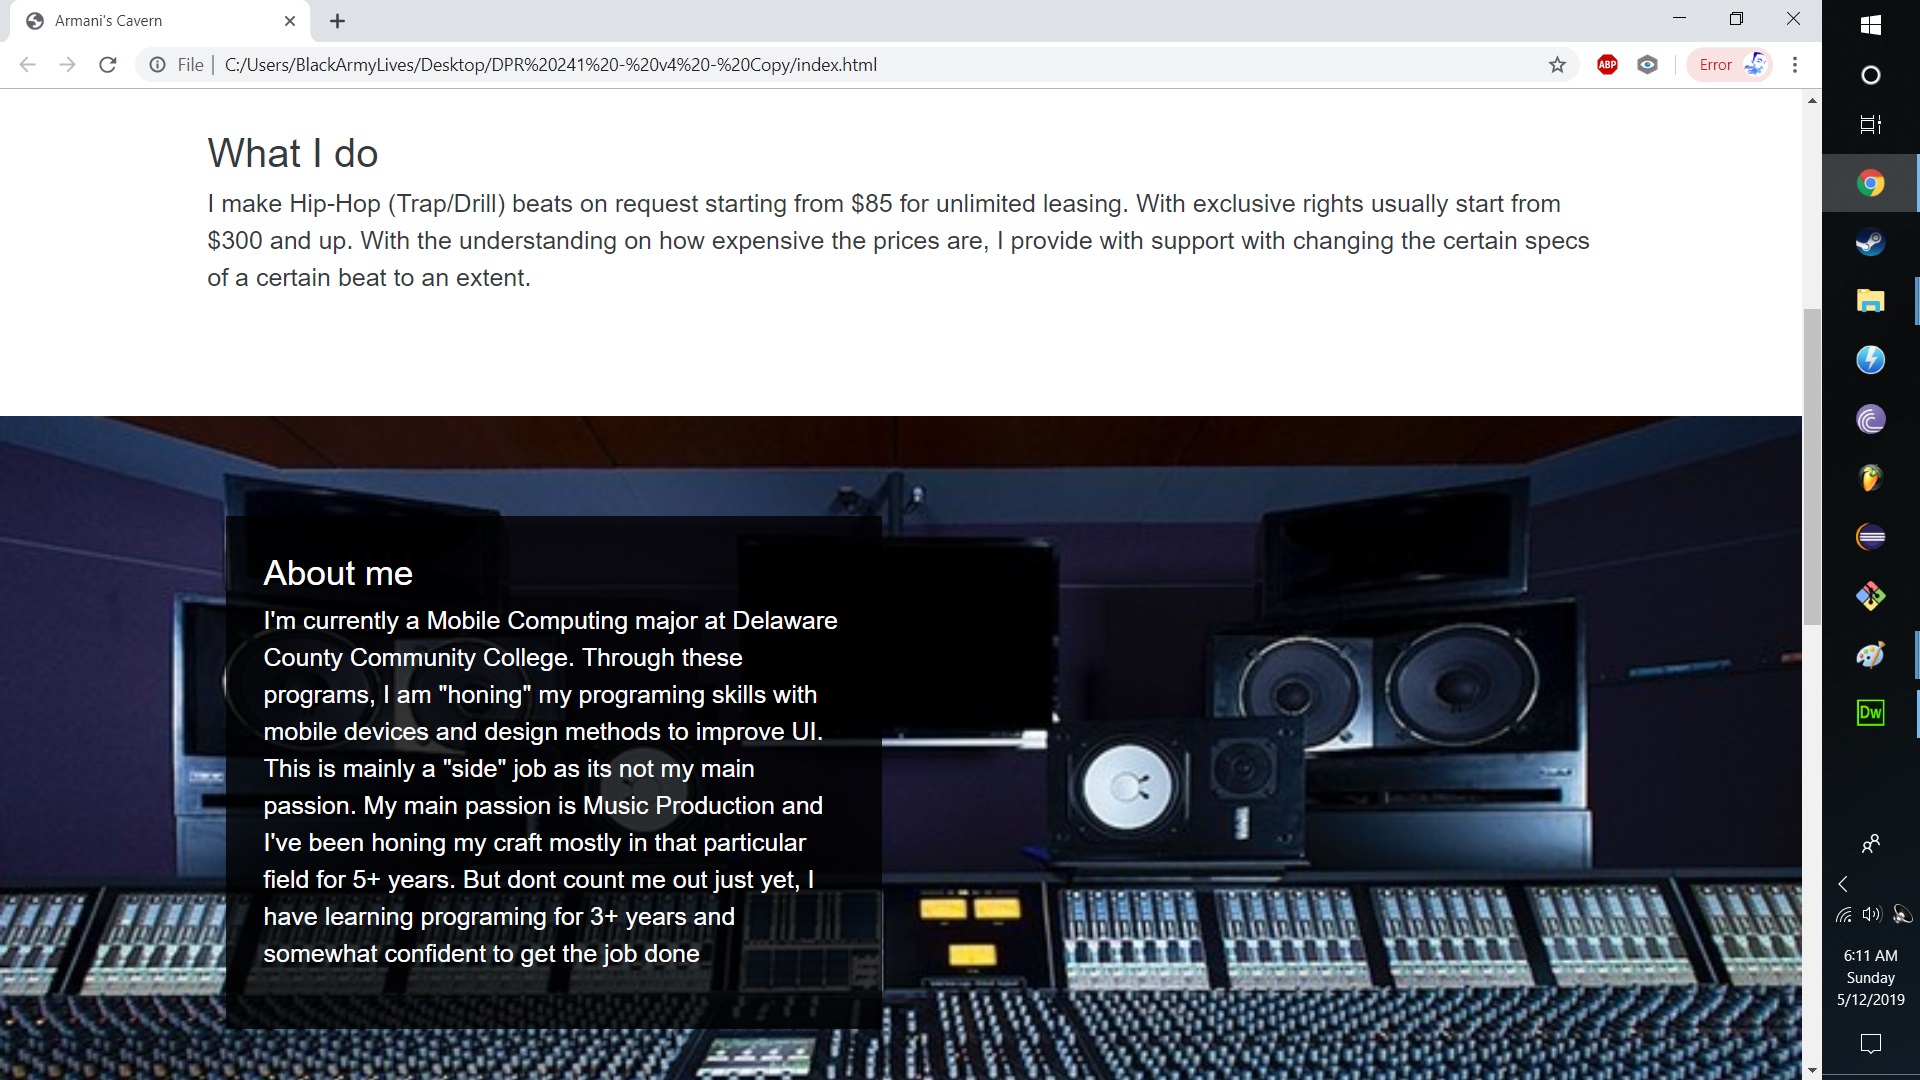 Armani's Cavern
File | C:/Users/BlackArmyLives/Desktop/DPR%20241%20-%20v4%20-%20Copy/index.html
ABP
Error
What I do
I make Hip-Hop (Trap/Drill) beats on request starting from $85 for unlimited leasing. With exclusive rights usually start from
$300 and up. With the understanding on how expensive the prices are, I provide with support with changing the certain specs
of a certain beat to an extent.
About me
I'm currently a Mobile Computing major at Delaware
County Community College. Through these
programs, I am "honing" my programing skills with
mobile devices and design methods to improve UI.
This is mainly a "side" job as its not my main
passion. My main passion is Music Production and
I've been honing my craft mostly in that particular
field for 5+ years. But dont count me out just yet, I
have learning programing for 3+ years and
somewhat confident to get the job done
Dw
6:11 AM
Sunday
5/12/2019